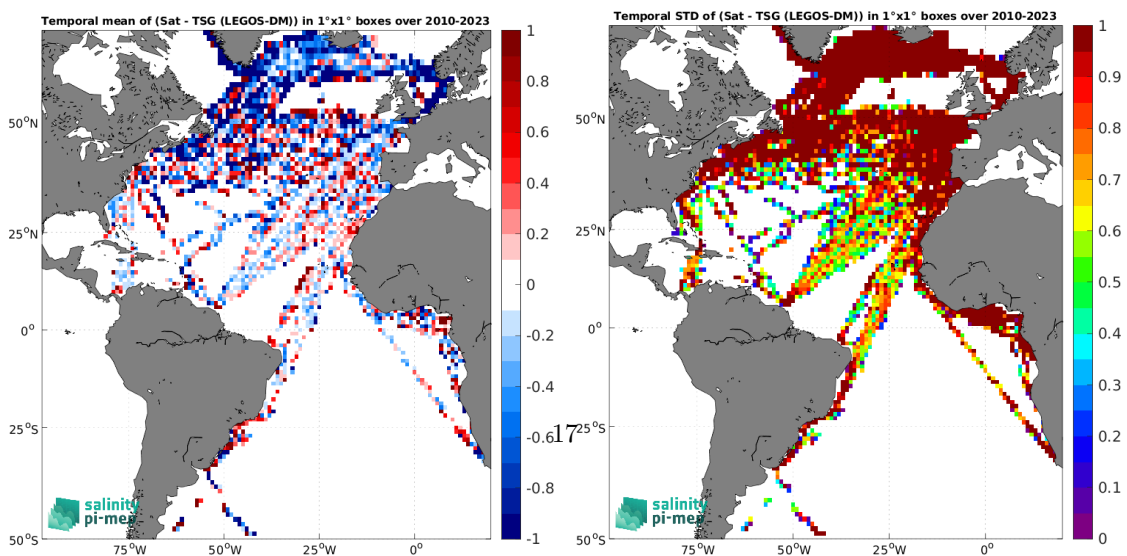 Temporal mean of (Sat - TSG (LEGOS-DM)) in 1°x1° boxes over 2010-2023
50°N
25°N
0°
25°S
50°S
75°W 50°W 25°W 0°
salinity
pi-mep
1
0.8
0.6
0.4
0.2
0
-0.2
-0.4
-0.6
-0.8
-1
17
Temporal STD of (Sat - TSG (LEGOS-DM)) in 1°x1° boxes over 2010-2023
50°N
25°N
0°
25°S
50°S
75°W 50°W 25°W 0°
salinity
pi-mep
1
0.9
0.8
0.7
0.6
0.5
0.4
0.3
0.2
0.1
0